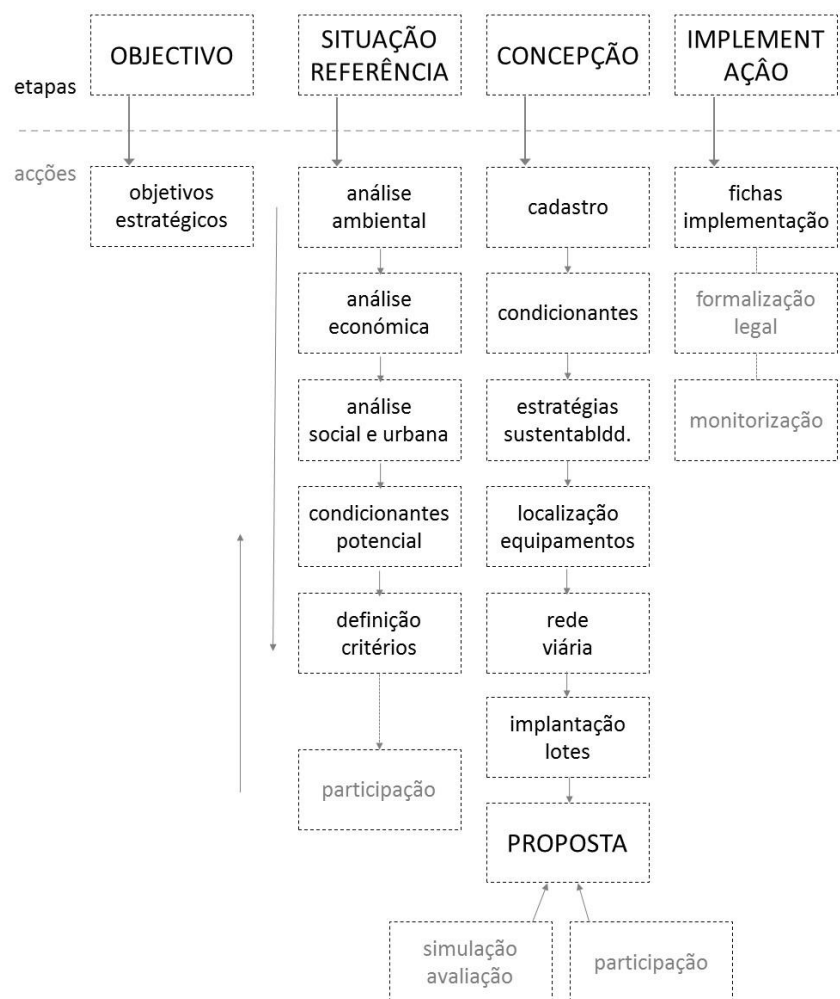 etapas
OBJECTIVO
SITUAÇÃO
REFERÊNCIA
CONCEPÇÃO
IMPLEMENT
AÇÂO
acções
objetivos
estratégicos
análise
ambiental
análise
económica
análise
social e urbana
condicionantes
potencial
definição
critérios
participação
cadastro
condicionantes
estratégias
sustentabldd.
localização
equipamentos
rede
viária
implantação
lotes
PROPOSTA
simulação
avaliação
participação
fichas
implementação
formalização
legal
monitorização